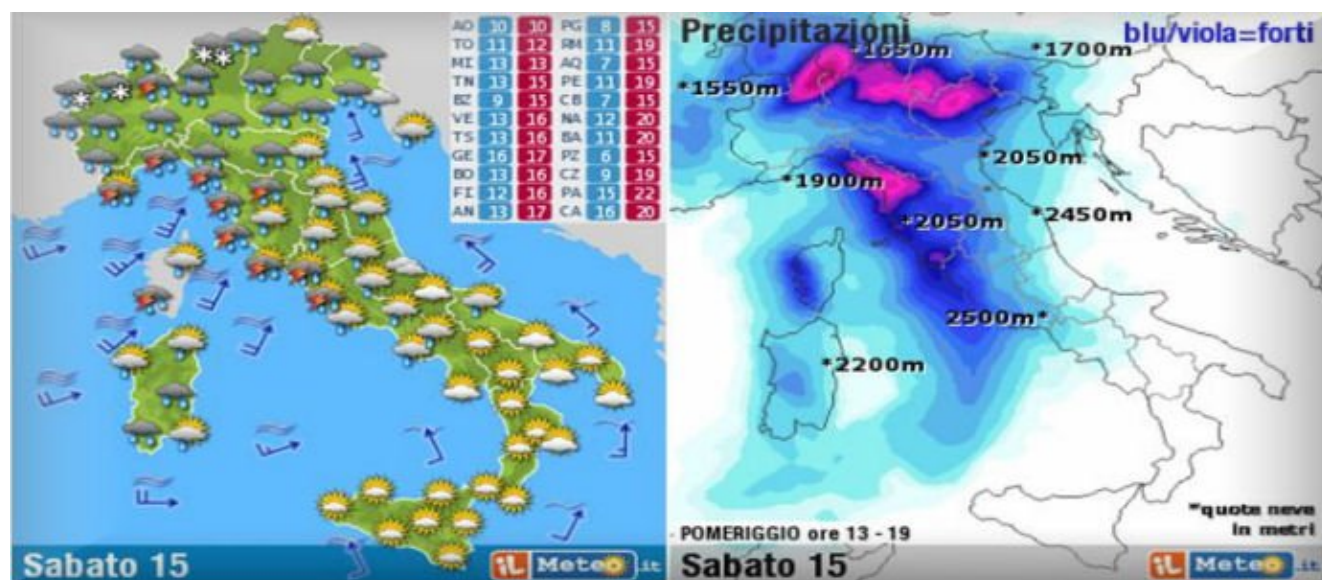 AO 10 10 PG 8 15
TO 11 12 RM 11 19
MI 13 13 AQ 7 15
TN 13 15 PE 11 19
BZ 9 15 CB 7 15
VE 13 16 NA 12 20
TS 13 16 BA 11 20
GE 16 17 PZ 6 15
BO 13 16 CZ 9 19
FI 12 16 PA 15 22
AN 13 17 CA 16 20
Sabato 15
iL Meteo.it
Precipitazioni
blu/viola=forti
*1650m
*1700m
*1550m
*2050m
*1900m
*2050m
*2450m
2500m*
*2200m
*quote neve
in metri
POMERIGGIO ore 13 - 19
Sabato 15
iL Meteo.it